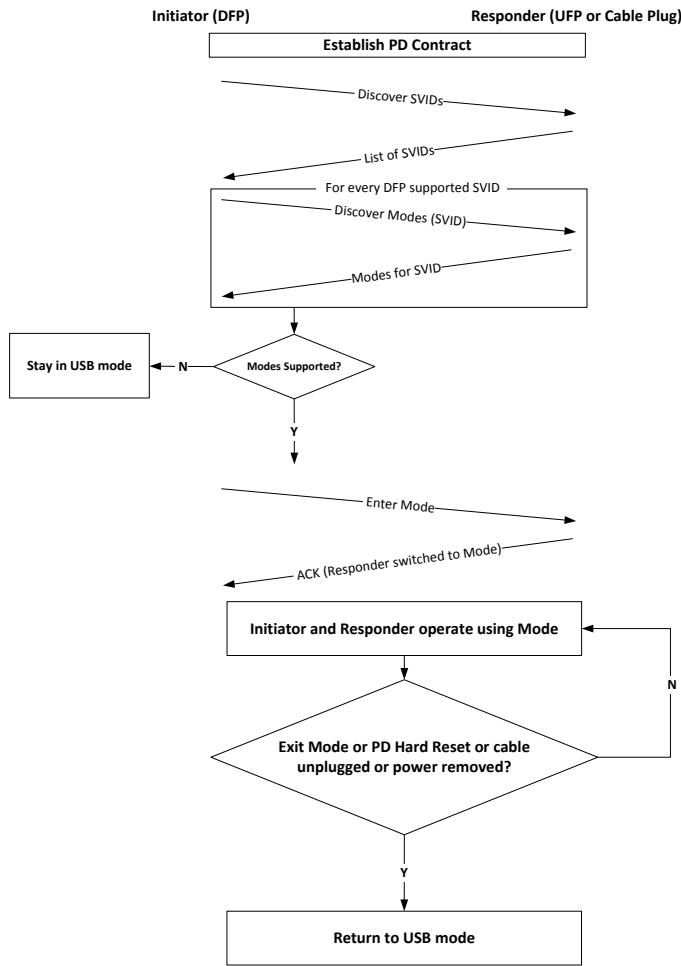 Initiator (DFP)
Responder (UFP or Cable Plug)
Establish PD Contract
Discover SVIDs
List of SVIDs
For every DFP supported SVID
Discover Modes (SVID)
Modes for SVID
Modes Supported?
N
Stay in USB mode
Y
Enter Mode
ACK (Responder switched to Mode)
Initiator and Responder operate using Mode
N
Exit Mode or PD Hard Reset or cable
unplugged or power removed?
Y
Return to USB mode